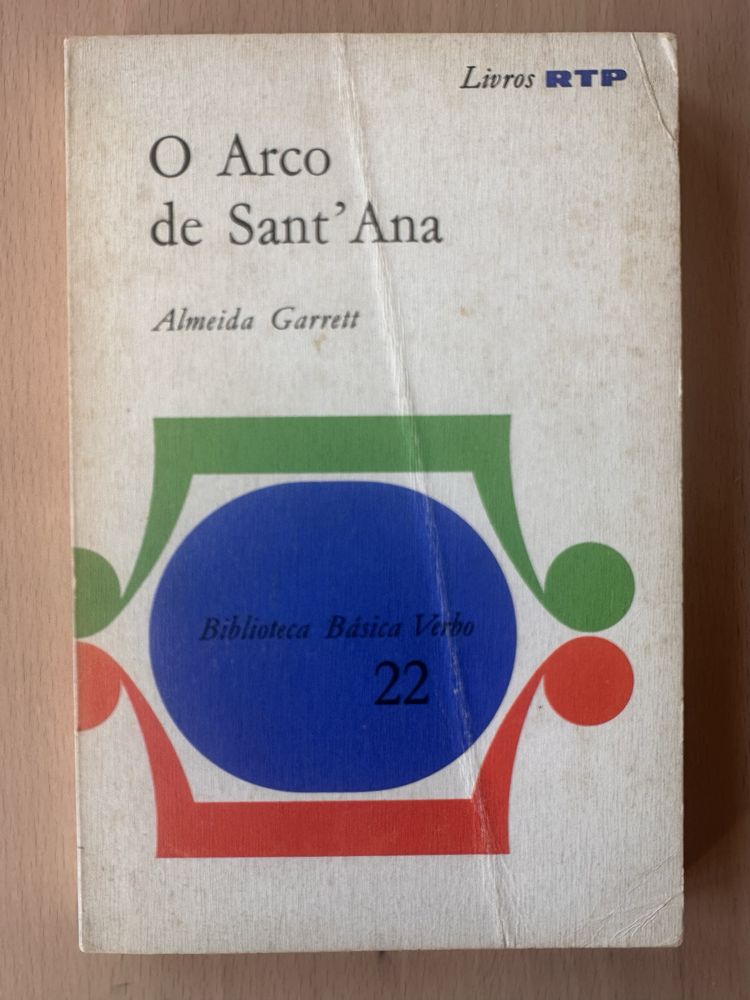 Livros RTP
O Arco
de Sant’Ana
Almeida Garrett
Biblioteca Básica Verbo
22